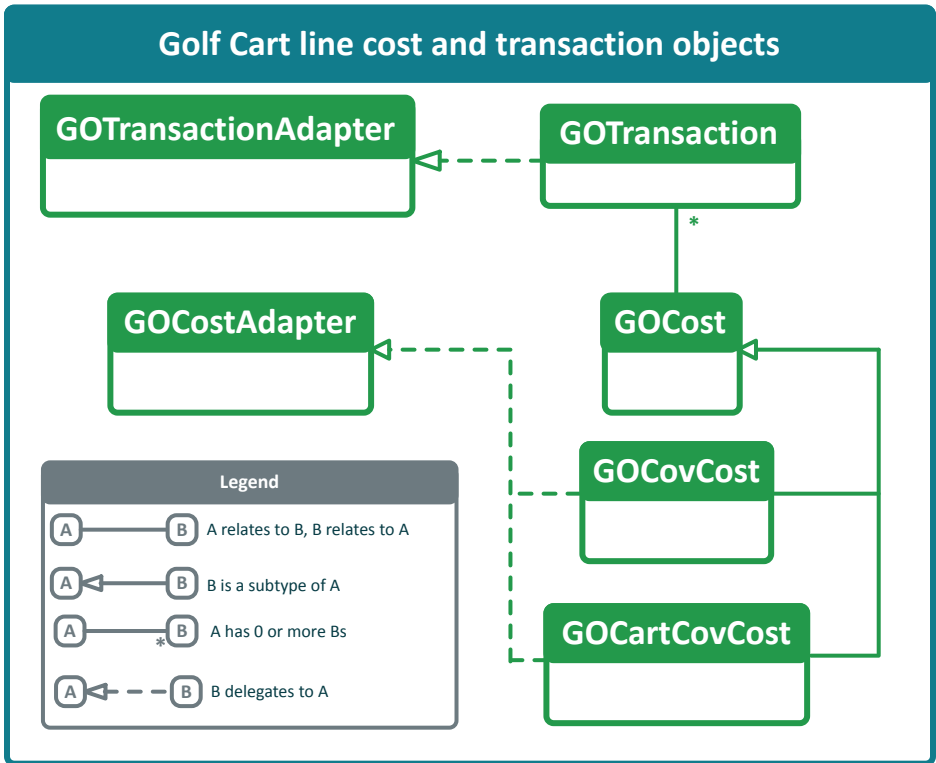 Golf Cart line cost and transaction objects
GOTransactionAdapter
GOTransaction
*
GOCostAdapter
GOCost
GOCovCost
GOCartCovCost
Legend
A B A relates to B, B relates to A
A B B is a subtype of A
A * B A has 0 or more Bs
A B B delegates to A